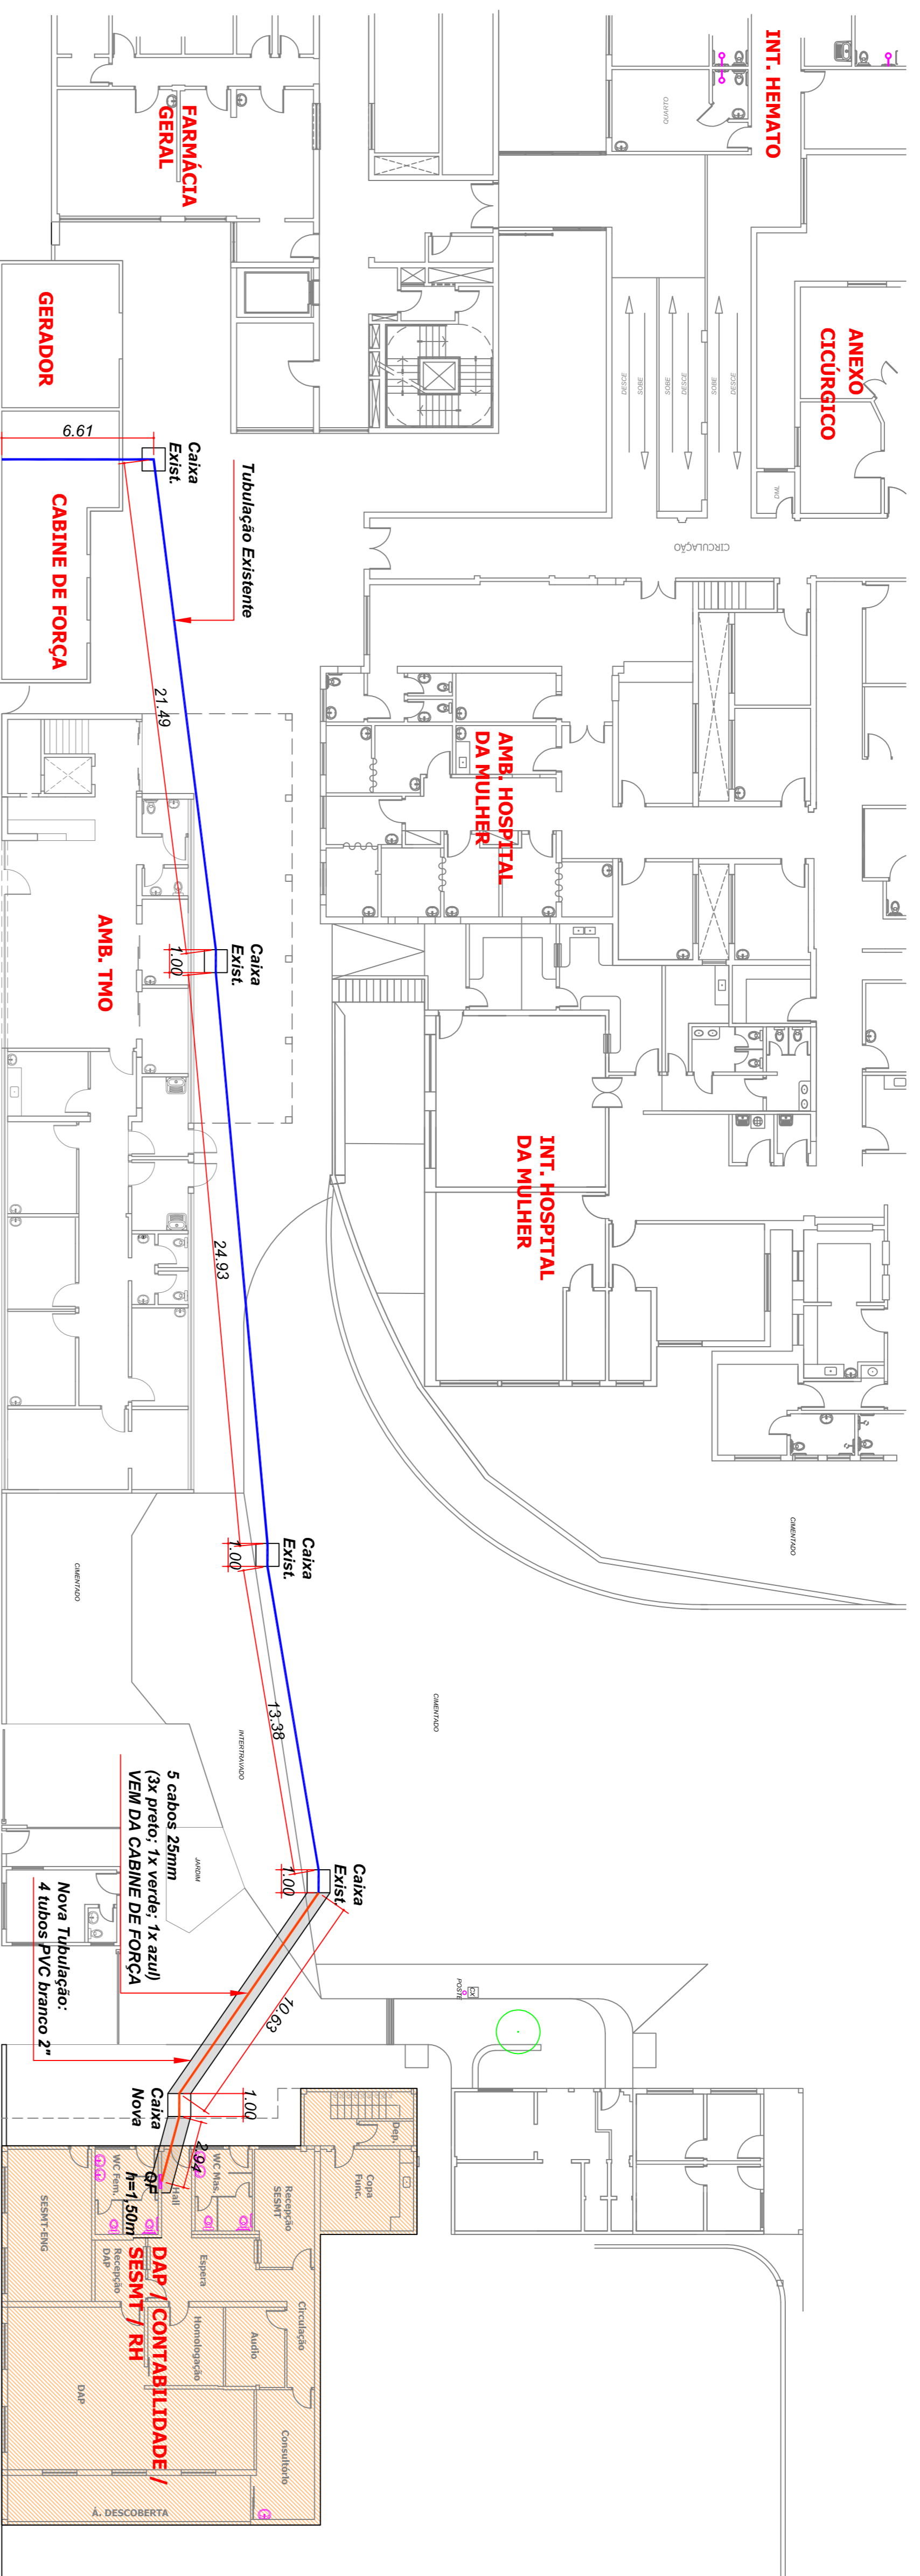 INT. HEMATO
QUARTO
FARMÁCIA
GERAL
ANEXO
CICÚRGICO
GERADOR
DESCE
SOBE
DESCE
SOBE
SOBE
DESCE
DML
CIRCULAÇÃO
6.61
Caixa
Exist.
Tubulação Existente
CABINE DE FORÇA
21.49
AMB. HOSPITAL
DA MULHER
AMB. TMO
Caixa
Exist.
1.00
INT. HOSPITAL
DA MULHER
24.93
CIMENTADO
Caixa
Exist.
1.00
CIMENTADO
CIMENTADO
13.38
INTERTRAVADO
JARDIM
5 cabos 25mm
(3x preto; 1x verde; 1x azul)
VEM DA CABINE DE FORÇA
Caixa
Exist.
1.00
Nova Tubulação:
4 tubos PVC branco 2"
CX
POSTE
10.63
Caixa
Nova
1.00
2.94
QF
h=1,50m
Dep.
Copa
Func.
WC Mas.
WC Fem.
Hall
Recepção
SESMT
SESMT-ENG
Recepção
DAP
Espera
Circulação
Homologação
Audio
DAP / CONTABILIDADE /
SESMT / RH
DAP
Consultório
Á. DESCOBERTA